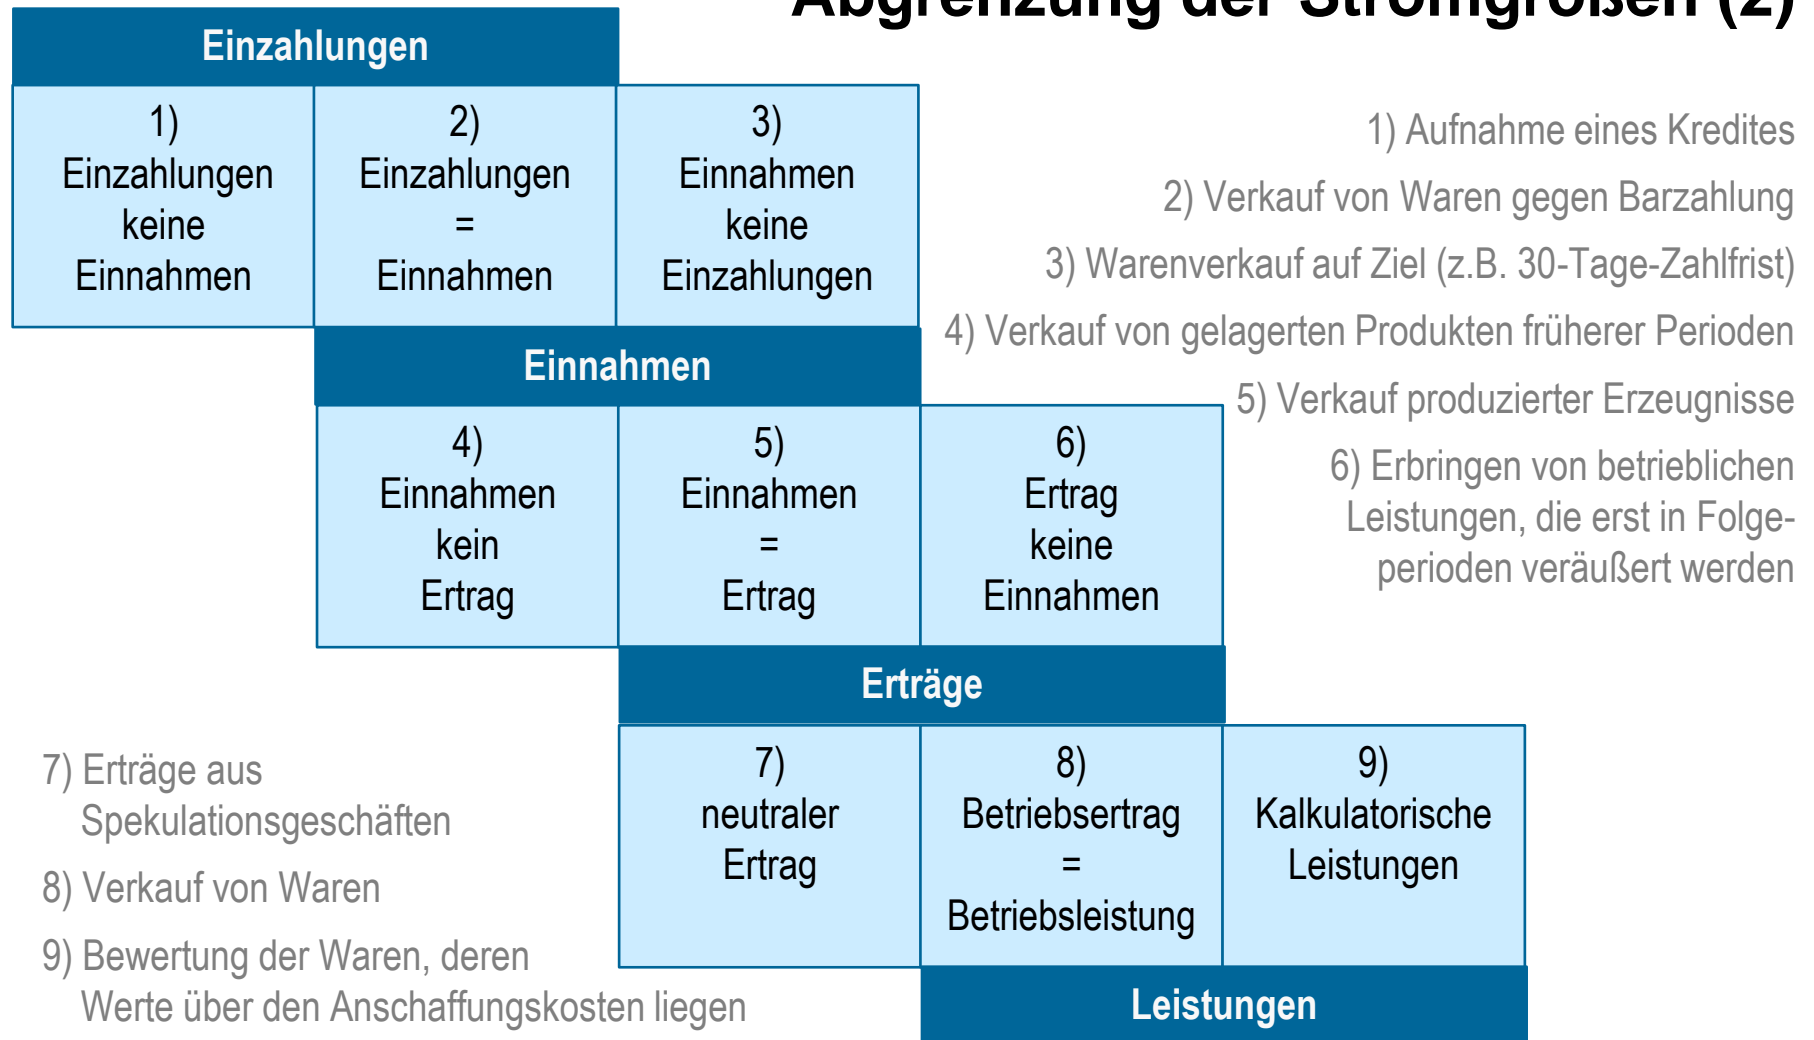 Abgrenzung der Stromgrößen (2)
Einzahlungen
1)
Einzahlungen
keine
Einnahmen
2)
Einzahlungen
=
Einnahmen
3)
Einnahmen
keine
Einzahlungen
1) Aufnahme eines Kredites
2) Verkauf von Waren gegen Barzahlung
3) Warenverkauf auf Ziel (z.B. 30-Tage-Zahlfrist)
4) Verkauf von gelagerten Produkten früherer Perioden
5) Verkauf produzierter Erzeugnisse
6) Erbringen von betrieblichen
Leistungen, die erst in Folge-
perioden veräußert werden
Einnahmen
4)
Einnahmen
kein
Ertrag
5)
Einnahmen
=
Ertrag
6)
Ertrag
keine
Einnahmen
Erträge
7)
neutraler
Ertrag
8)
Betriebsertrag
=
Betriebsleistung
9)
Kalkulatorische
Leistungen
Leistungen
7) Erträge aus
Spekulationsgeschäften
8) Verkauf von Waren
9) Bewertung der Waren, deren
Werte über den Anschaffungskosten liegen